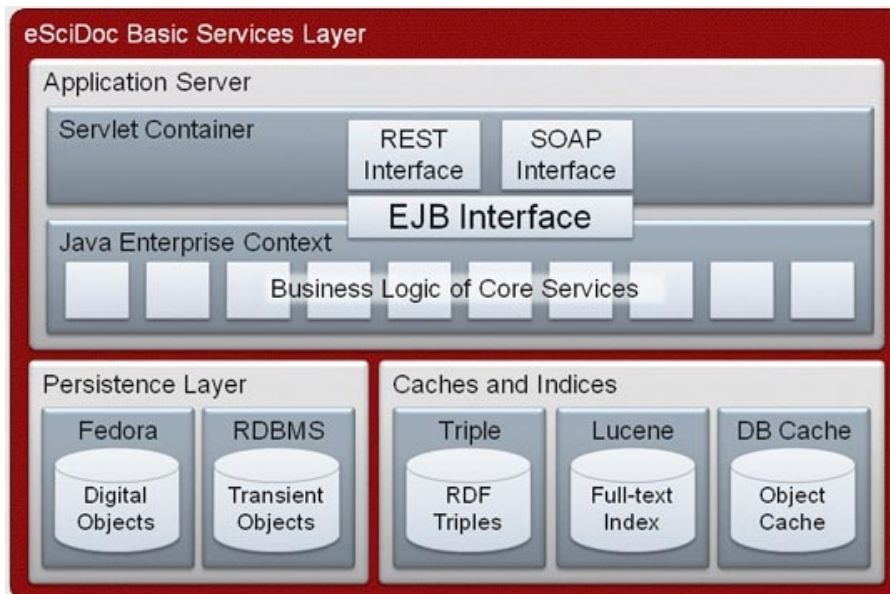 eSciDoc Basic Services Layer
Application Server
Servlet Container
REST
Interface
SOAP
Interface
EJB Interface
Java Enterprise Context
Business Logic of Core Services
Persistence Layer
Fedora
Digital
Objects
RDBMS
Transient
Objects
Caches and Indices
Triple
RDF
Triples
Lucene
Full-text
Index
DB Cache
Object
Cache